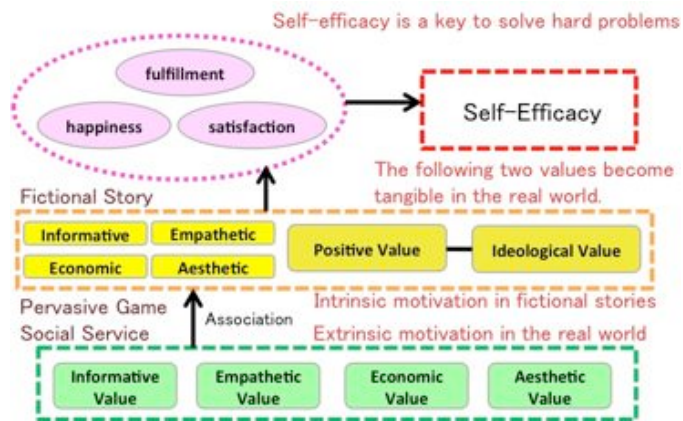 Self-efficacy is a key to solve hard problems
fulfillment
happiness
satisfaction
Self-Efficacy
The following two values become
tangible in the real world.
Fictional Story
Informative
Empathetic
Economic
Aesthetic
Positive Value
Ideological Value
Pervasive Game
Social Service
Association
Intrinsic motivation in fictional stories
Extrinsic motivation in the real world
Informative
Value
Empathetic
Value
Economic
Value
Aesthetic
Value